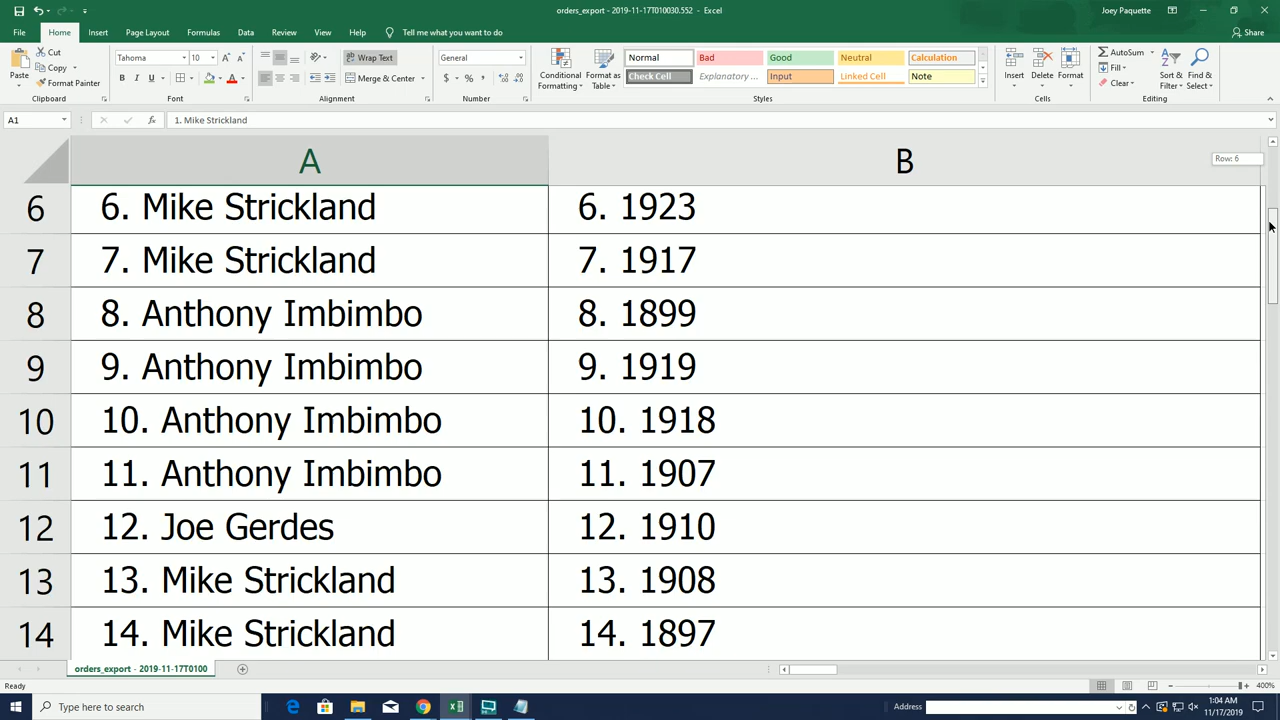 orders_export - 2019-11-17T010030.552 - Excel
Joey Paquette
File Home Insert Page Layout Formulas Data Review View Help Tell me what you want to do
Share
Paste
Cut
Copy
Format Painter
Clipboard
Tahoma 10
B I U
Font
Wrap Text
Merge & Center
Alignment
General
$ % ,
Number
Conditional Formatting
Format as Table
Normal Bad Good Neutral Calculation
Check Cell Explanatory ... Input Linked Cell Note
Styles
Insert Delete Format
Cells
AutoSum
Fill
Clear
Sort & Filter
Find & Select
Editing
A1 fx 1. Mike Strickland
A B
Row: 6
6 6. Mike Strickland 6. 1923
7 7. Mike Strickland 7. 1917
8 8. Anthony Imbimbo 8. 1899
9 9. Anthony Imbimbo 9. 1919
10 10. Anthony Imbimbo 10. 1918
11 11. Anthony Imbimbo 11. 1907
12 12. Joe Gerdes 12. 1910
13 13. Mike Strickland 13. 1908
14 14. Mike Strickland 14. 1897
orders_export - 2019-11-17T0100
Ready
400%
Type here to search
Address
1:04 AM
11/17/2019